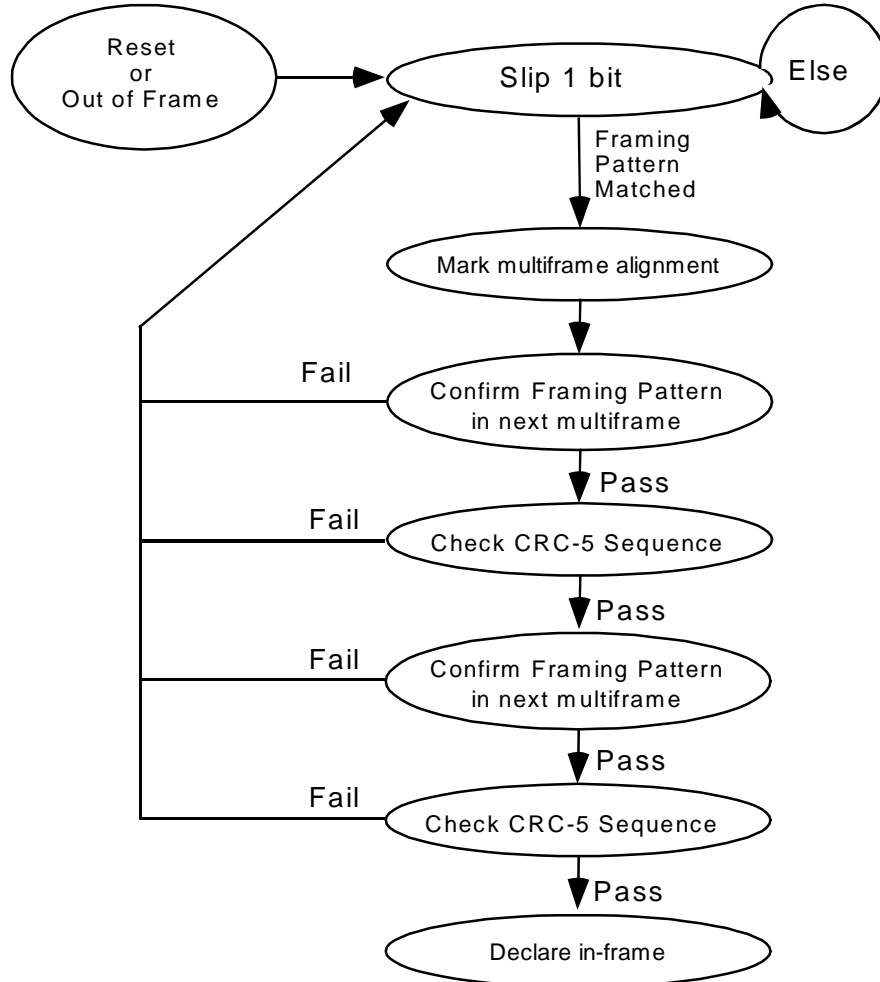 Reset
or
Out of Frame
Slip 1 bit
Else
Framing
Pattern
Matched
Mark multiframe alignment
Fail
Confirm Framing Pattern
in next multiframe
Pass
Fail
Check CRC-5 Sequence
Pass
Fail
Confirm Framing Pattern
in next multiframe
Pass
Fail
Check CRC-5 Sequence
Pass
Declare in-frame